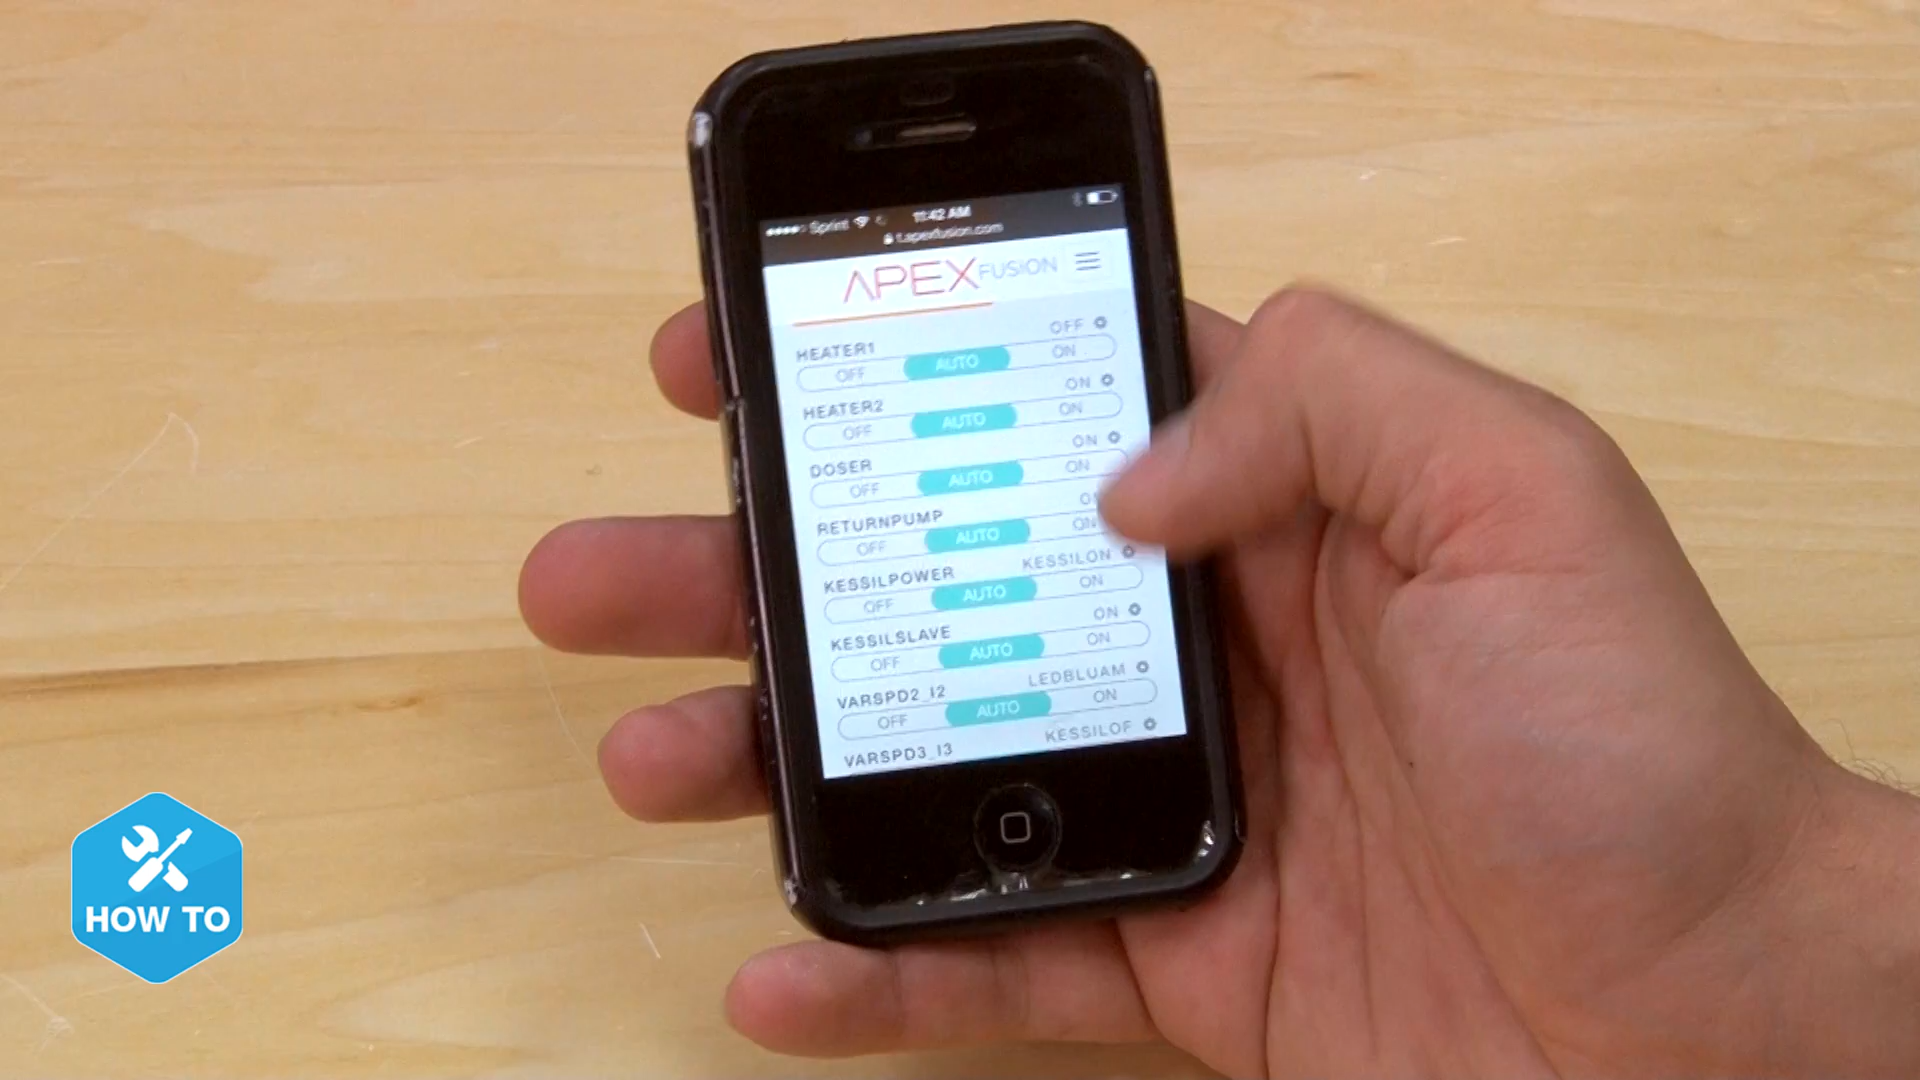 Sprint 11:42 AM
t.apexfusion.com
APEX FUSION
OFF
HEATER1
OFF AUTO ON
ON
HEATER2
OFF AUTO ON
ON
DOSER
OFF AUTO ON
RETURNPUMP
OFF AUTO ON
KESSILPOWER KESSILON
OFF AUTO ON
ON
KESSILSLAVE
OFF AUTO ON
VARSPD2_I2 LEDBLUAM
OFF AUTO ON
VARSPD3_I3 KESSILOF
HOW TO